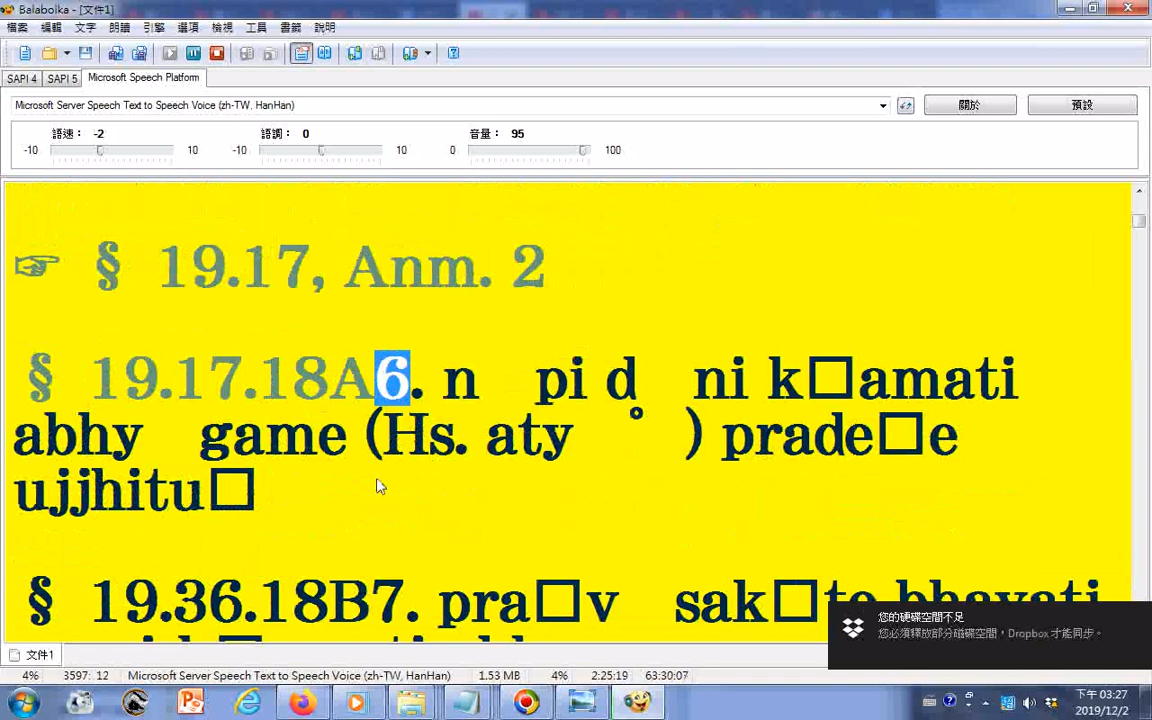 Balabolka - [文件1]
檔案 編輯 文字 朗讀 引擎 選項 檢視 工具 書籤 說明
SAPI 4 SAPI 5 Microsoft Speech Platform
Microsoft Server Speech Text to Speech Voice (zh-TW, HanHan) 關於 預設
語速： -2 語調： 0 音量： 95
-10 10 -10 10 0 100
☞ § 19.17, Anm. 2
§ 19.17.18A6. n pi d ni k□amati
abhy game (Hs. aty ° ) prade□e
ujjhitu□
§ 19.36.18B7. pra□v sak□to bhavati
您的硬碟空間不足
您必須釋放部分磁碟空間，Dropbox 才能同步。
文件1
4% 3597: 12 Microsoft Server Speech Text to Speech Voice (zh-TW, HanHan) 1.53 MB 4% 2:25:19 63:30:07
下午 03:27
2019/12/2